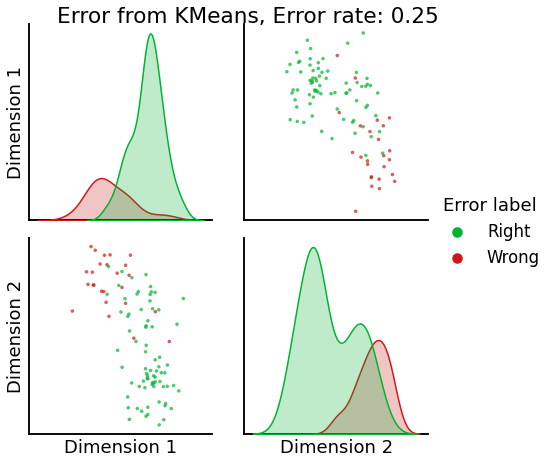 Error from KMeans, Error rate: 0.25
Dimension 1
Error label
Right
Wrong
Dimension 2
Dimension 1
Dimension 2